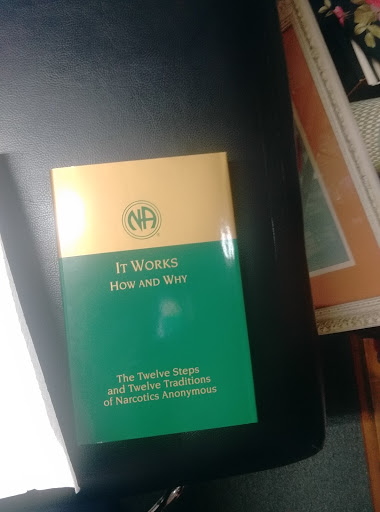 NA
IT WORKS
HOW AND WHY
The Twelve Steps
and Twelve Traditions
of Narcotics Anonymous